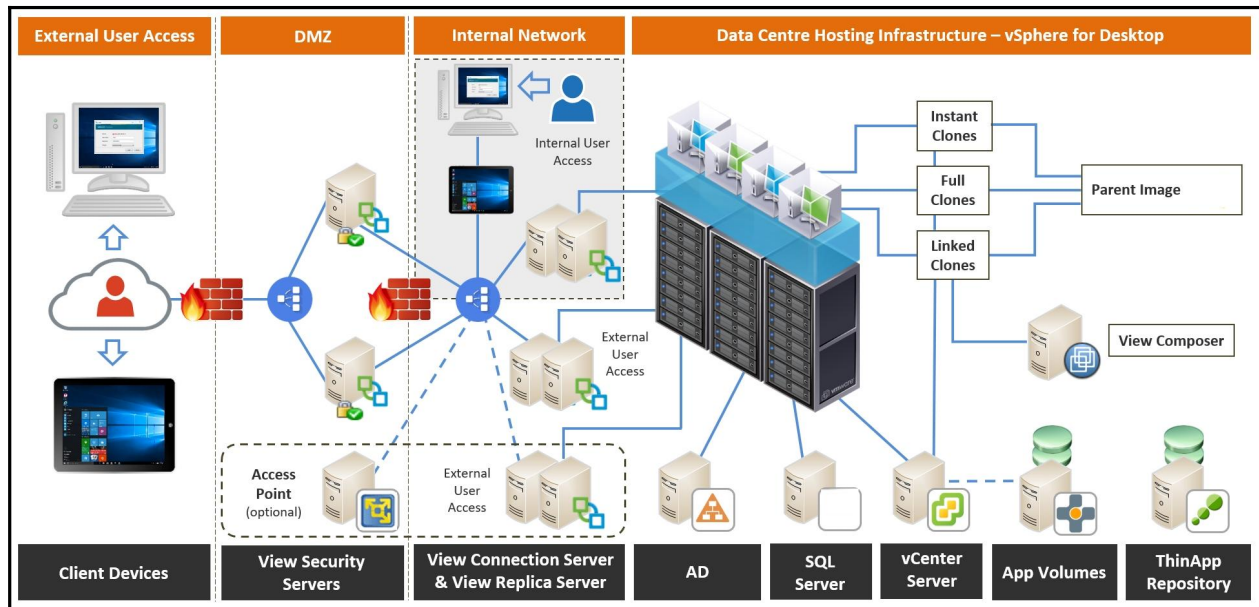 External User Access
DMZ
Internal Network
Data Centre Hosting Infrastructure – vSphere for Desktop
Internal User
Access
Instant
Clones
Full
Clones
Linked
Clones
Parent Image
External
User
Access
View Composer
Access
Point
(optional)
External
User
Access
vmware
Client Devices
View Security
Servers
View Connection Server
& View Replica Server
AD
SQL
Server
vCenter
Server
App Volumes
ThinApp
Repository